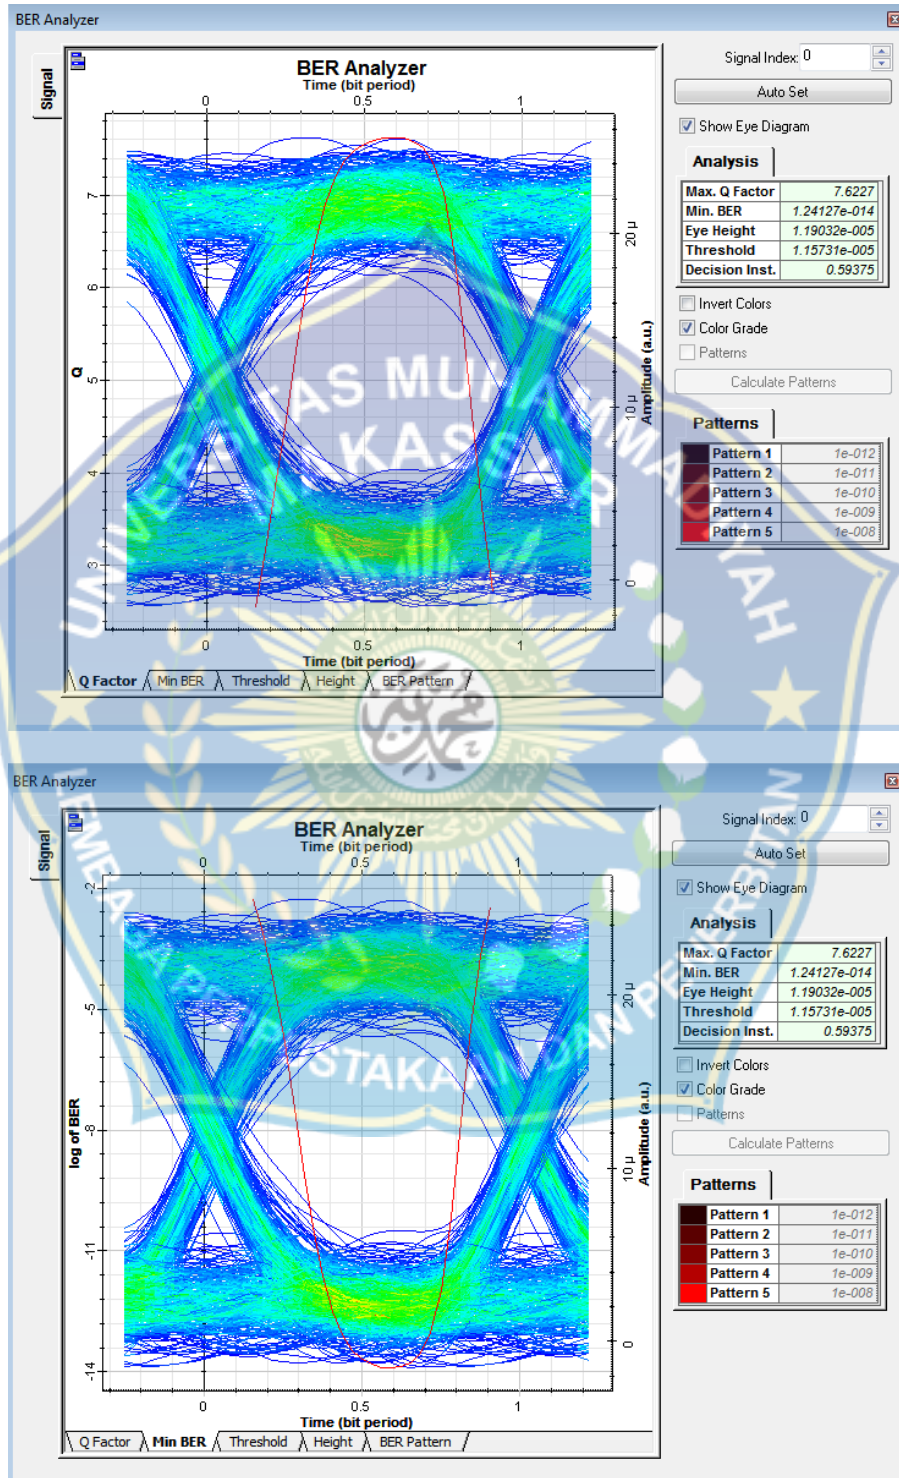 BER Analyzer
Signal
BER Analyzer
Time (bit period)
0 0.5 1
Q
7
6
5
4
3
20 µ
10 µ
0
Amplitude (a.u.)
0 0.5 1
Time (bit period)
Q Factor Min BER Threshold Height BER Pattern
Signal Index: 0
Auto Set
Show Eye Diagram
Analysis
Max. Q Factor 7.6227
Min. BER 1.24127e-014
Eye Height 1.19032e-005
Threshold 1.15731e-005
Decision Inst. 0.59375
Invert Colors
Color Grade
Patterns
Calculate Patterns
Patterns
Pattern 1 1e-012
Pattern 2 1e-011
Pattern 3 1e-010
Pattern 4 1e-009
Pattern 5 1e-008
UNIVERSITAS MUHAMMADIYAH
MAKASSAR
BER Analyzer
Signal
BER Analyzer
Time (bit period)
0 0.5 1
log of BER
-2
-5
-8
-11
-14
20 µ
10 µ
0
Amplitude (a.u.)
0 0.5 1
Time (bit period)
Q Factor Min BER Threshold Height BER Pattern
Signal Index: 0
Auto Set
Show Eye Diagram
Analysis
Max. Q Factor 7.6227
Min. BER 1.24127e-014
Eye Height 1.19032e-005
Threshold 1.15731e-005
Decision Inst. 0.59375
Invert Colors
Color Grade
Patterns
Calculate Patterns
Patterns
Pattern 1 1e-012
Pattern 2 1e-011
Pattern 3 1e-010
Pattern 4 1e-009
Pattern 5 1e-008
LEMBAGA PERPUSTAKAAN DAN PENERBITAN